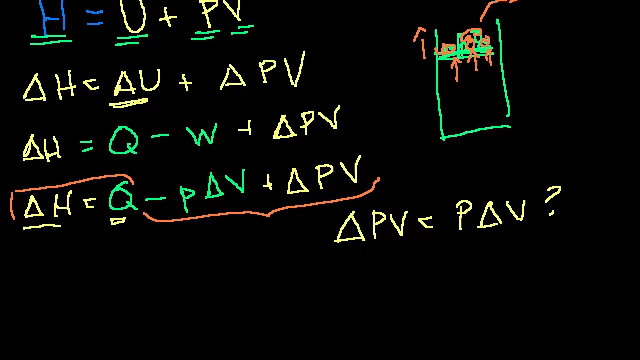 H = U + PV
ΔH = ΔU + ΔPV
ΔH = Q - W + ΔPV
ΔH = Q - PΔV + ΔPV
ΔPV = PΔV ?